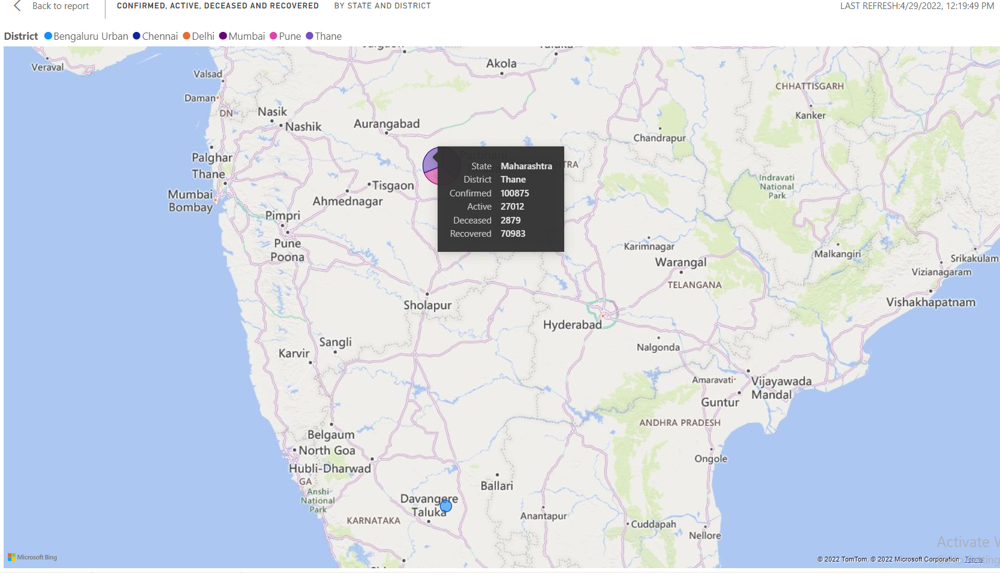 Back to report
CONFIRMED, ACTIVE, DECEASED AND RECOVERED
BY STATE AND DISTRICT
LAST REFRESH:4/29/2022, 12:19:49 PM
District Bengaluru Urban Chennai Delhi Mumbai Pune Thane
Veraval
Akola
Valsad
Daman
DN
Nasik
Nashik
Aurangabad
CHHATTISGARH
Kanker
Chandrapur
Palghar
Thane
Tisgaon
Mumbai
Bombay
Ahmednagar
Parbhani
State Maharashtra
District Thane
Confirmed 100875
Active 27012
Deceased 2879
Recovered 70983
Indravati
National
Park
Pimpri
Pune
Poona
Karimnagar
Warangal
TELANGANA
Malkangiri
Srikakulam
Vizianagaram
Vishakhapatnam
Sholapur
Hyderabad
Nalgonda
Sangli
Karvir
Amaravati
Vijayawada
Mandal
Guntur
ANDHRA PRADESH
Belgaum
North Goa
Hubli-Dharwad
GA
Anshi
National
Park
Ongole
Ballari
Davangere
Taluka
KARNATAKA
Anantapur
Cuddapah
Nellore
Microsoft Bing
Activate
© 2022 TomTom, © 2022 Microsoft Corporation Terms